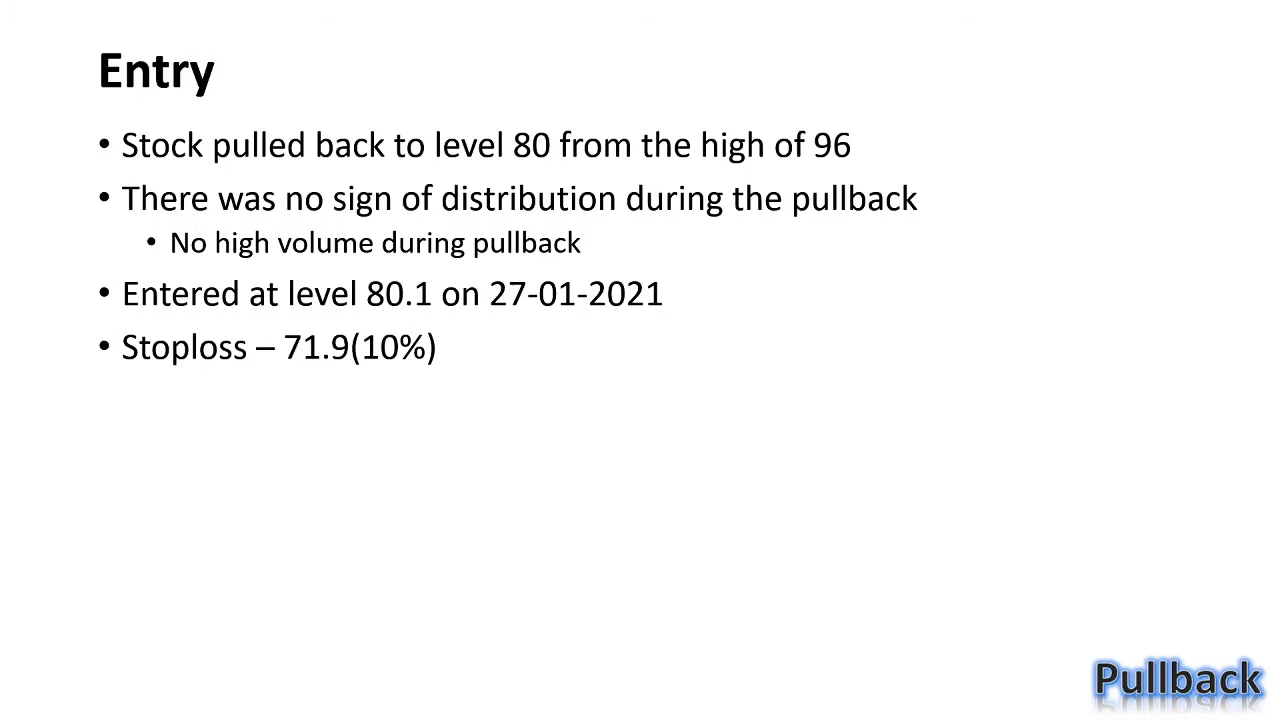 Entry
• Stock pulled back to level 80 from the high of 96
• There was no sign of distribution during the pullback
• No high volume during pullback
• Entered at level 80.1 on 27-01-2021
• Stoploss – 71.9(10%)
Pullback